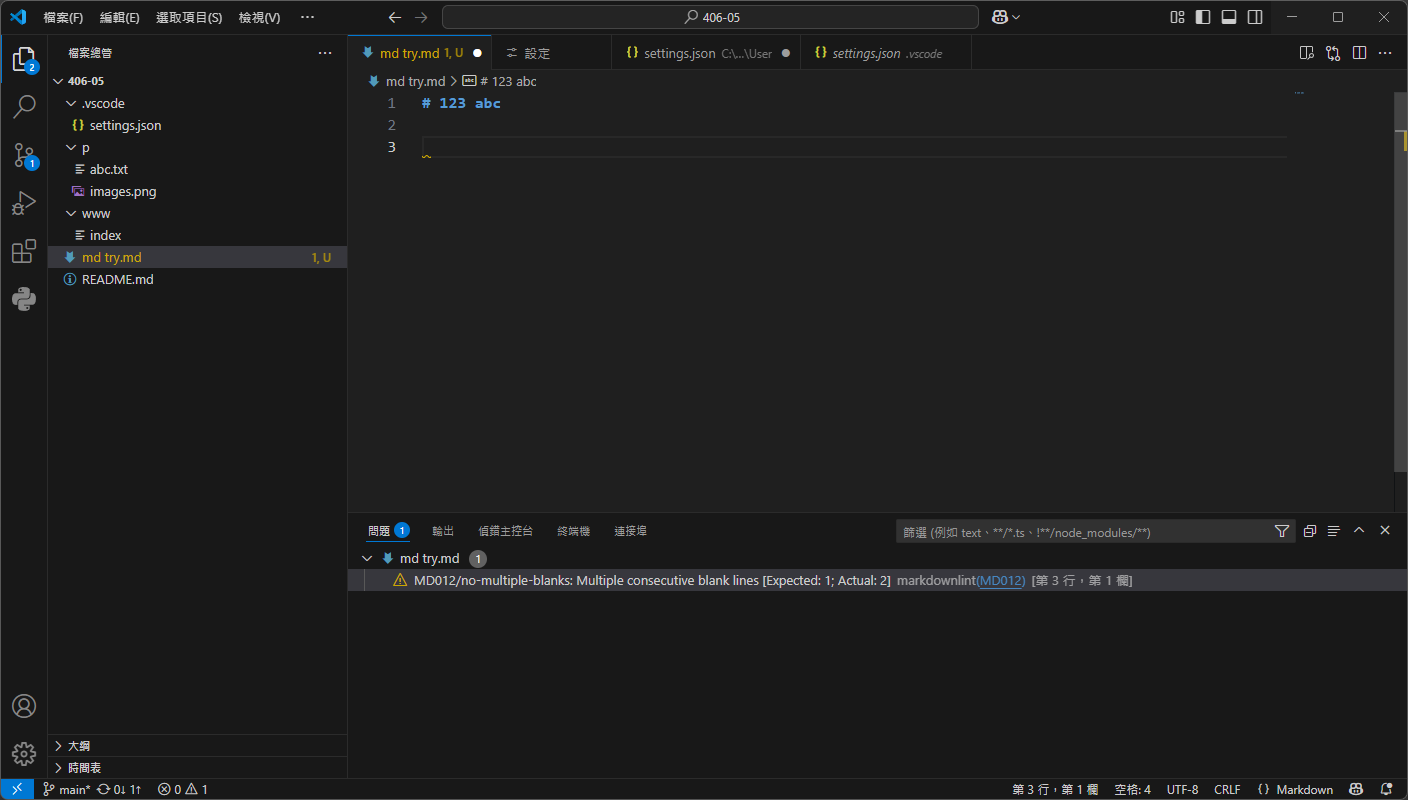 檔案(F) 編輯(E) 選取項目(S) 檢視(V) ··· 406-05
檔案總管 ···
md try.md 1, U 設定 settings.json C:\...\User settings.json .vscode ···
406-05
md try.md > # 123 abc
.vscode
1 # 123 abc
settings.json
2
p
3
abc.txt
images.png
www
index
md try.md 1, U
README.md
問題 1 輸出 偵錯主控台 終端機 連接埠 篩選 (例如 text、**/*.ts、!**/node_modules/**)
md try.md 1
MD012/no-multiple-blanks: Multiple consecutive blank lines [Expected: 1; Actual: 2] markdownlint(MD012) [第 3 行，第 1 欄]
大綱
時間表
main* 0↓ 1↑ 0 1 第 3 行，第 1 欄 空格: 4 UTF-8 CRLF {} Markdown
2
1